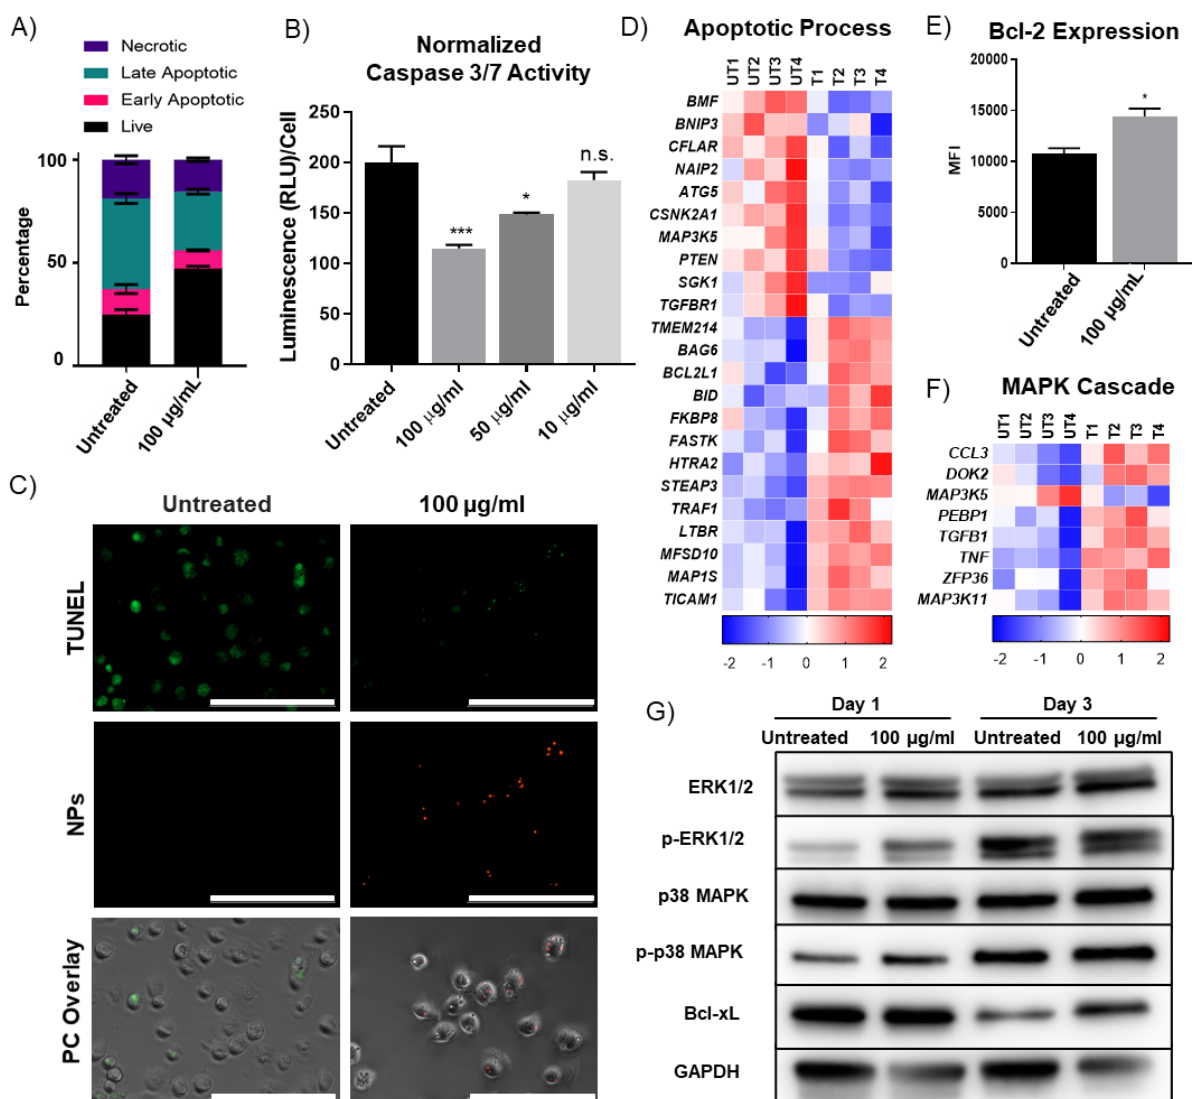 A)
Necrotic
Late Apoptotic
Early Apoptotic
Live
Percentage
100
50
0
Untreated
100 µg/mL
B)
Normalized
Caspase 3/7 Activity
Luminescence (RLU)/Cell
250
200
150
100
50
0
***
*
n.s.
Untreated
100 µg/ml
50 µg/ml
10 µg/ml
C)
Untreated
100 µg/ml
TUNEL
NPs
PC Overlay
D)
Apoptotic Process
UT1 UT2 UT3 UT4 T1 T2 T3 T4
BMF
BNIP3
CFLAR
NAIP2
ATG5
CSNK2A1
MAP3K5
PTEN
SGK1
TGFBR1
TMEM214
BAG6
BCL2L1
BID
FKBP8
FASTK
HTRA2
STEAP3
TRAF1
LTBR
MFSD10
MAP1S
TICAM1
-2 -1 0 1 2
E)
Bcl-2 Expression
MFI
15000
10000
5000
0
*
Untreated
100 µg/mL
F)
MAPK Cascade
UT1 UT2 UT3 UT4 T1 T2 T3 T4
CCL3
DOK2
MAP3K5
PEBP1
TGFB1
TNF
ZFP36
MAP3K11
-2 -1 0 1 2
G)
Day 1 Day 3
Untreated 100 µg/ml Untreated 100 µg/ml
ERK1/2
p-ERK1/2
p38 MAPK
p-p38 MAPK
Bcl-xL
GAPDH